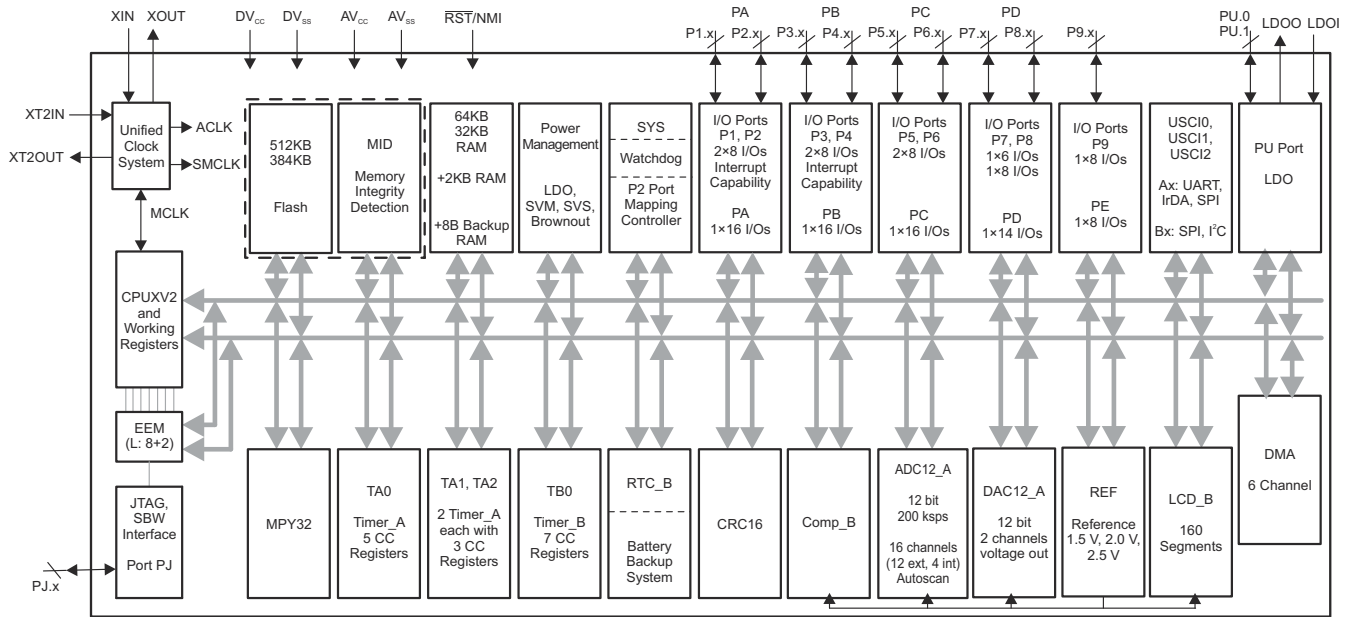 XIN XOUT DVCC DVSS AVCC AVSS RST/NMI
PA PB PC PD
P1.x P2.x P3.x P4.x P5.x P6.x P7.x P8.x P9.x
PU.0
PU.1
LDOO LDOI
XT2IN
XT2OUT
Unified
Clock
System
ACLK
SMCLK
MCLK
512KB
384KB
Flash
MID
Memory
Integrity
Detection
64KB
32KB
RAM
+2KB RAM
+8B Backup
RAM
Power
Management
LDO,
SVM, SVS,
Brownout
SYS
Watchdog
P2 Port
Mapping
Controller
I/O Ports
P1, P2
2×8 I/Os
Interrupt
Capability
PA
1×16 I/Os
I/O Ports
P3, P4
2×8 I/Os
Interrupt
Capability
PB
1×16 I/Os
I/O Ports
P5, P6
2×8 I/Os
PC
1×16 I/Os
I/O Ports
P7, P8
1×6 I/Os
1×8 I/Os
PD
1×14 I/Os
I/O Ports
P9
1×8 I/Os
PE
1×8 I/Os
USCI0,
USCI1,
USCI2
Ax: UART,
IrDA, SPI
Bx: SPI, I²C
PU Port
LDO
CPUXV2
and
Working
Registers
EEM
(L: 8+2)
JTAG,
SBW
Interface
Port PJ
PJ.x
MPY32
TA0
Timer_A
5 CC
Registers
TA1, TA2
2 Timer_A
each with
3 CC
Registers
TB0
Timer_B
7 CC
Registers
RTC_B
Battery
Backup
System
CRC16
Comp_B
ADC12_A
12 bit
200 ksps
16 channels
(12 ext, 4 int)
Autoscan
DAC12_A
12 bit
2 channels
voltage out
REF
Reference
1.5 V, 2.0 V,
2.5 V
LCD_B
160
Segments
DMA
6 Channel